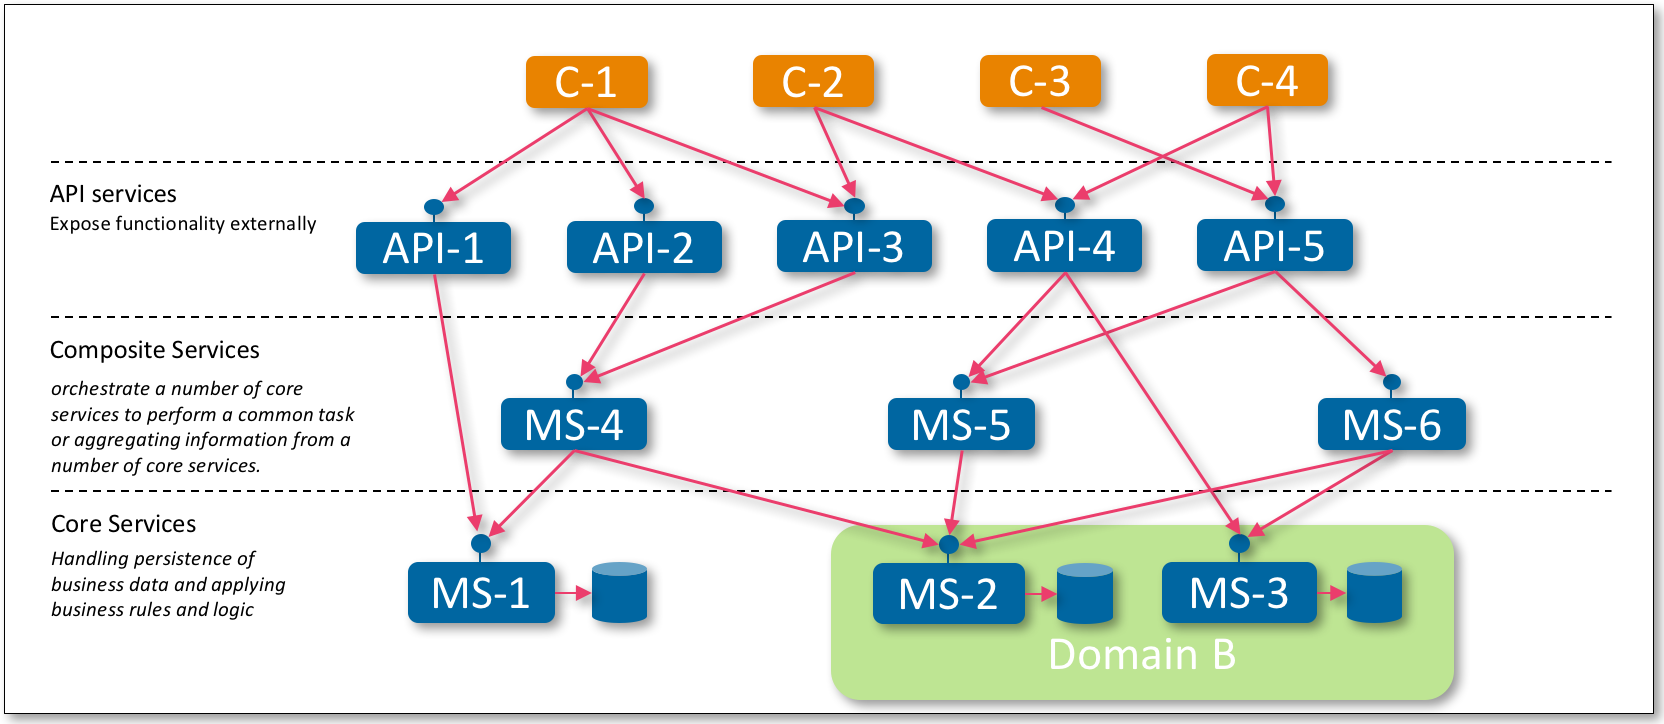 C-1
C-2
C-3
C-4
API services
Expose functionality externally
API-1
API-2
API-3
API-4
API-5
Composite Services
orchestrate a number of core
services to perform a common task
or aggregating information from a
number of core services.
MS-4
MS-5
MS-6
Core Services
Handling persistence of
business data and applying
business rules and logic
MS-1
MS-2
MS-3
Domain B